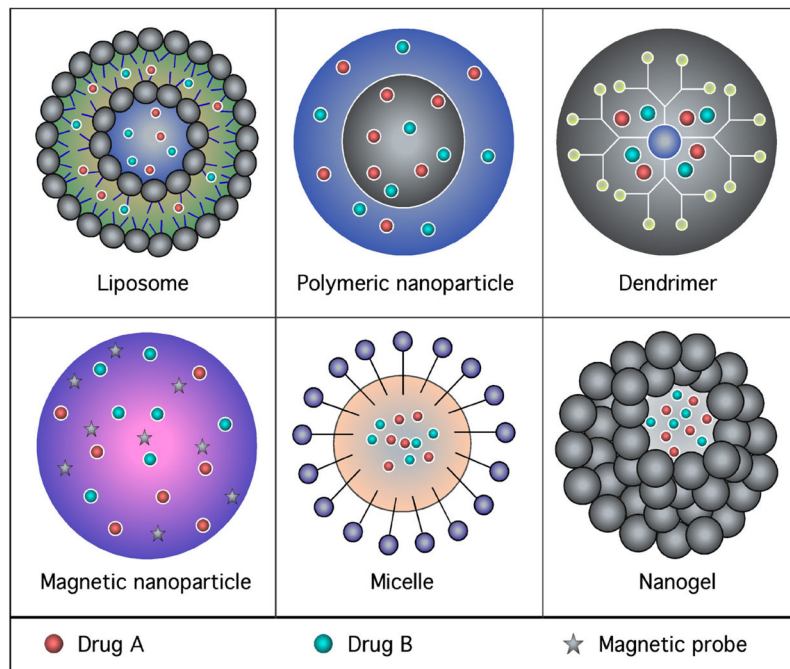 Liposome
Polymeric nanoparticle
Dendrimer
Magnetic nanoparticle
Micelle
Nanogel
Drug A
Drug B
Magnetic probe